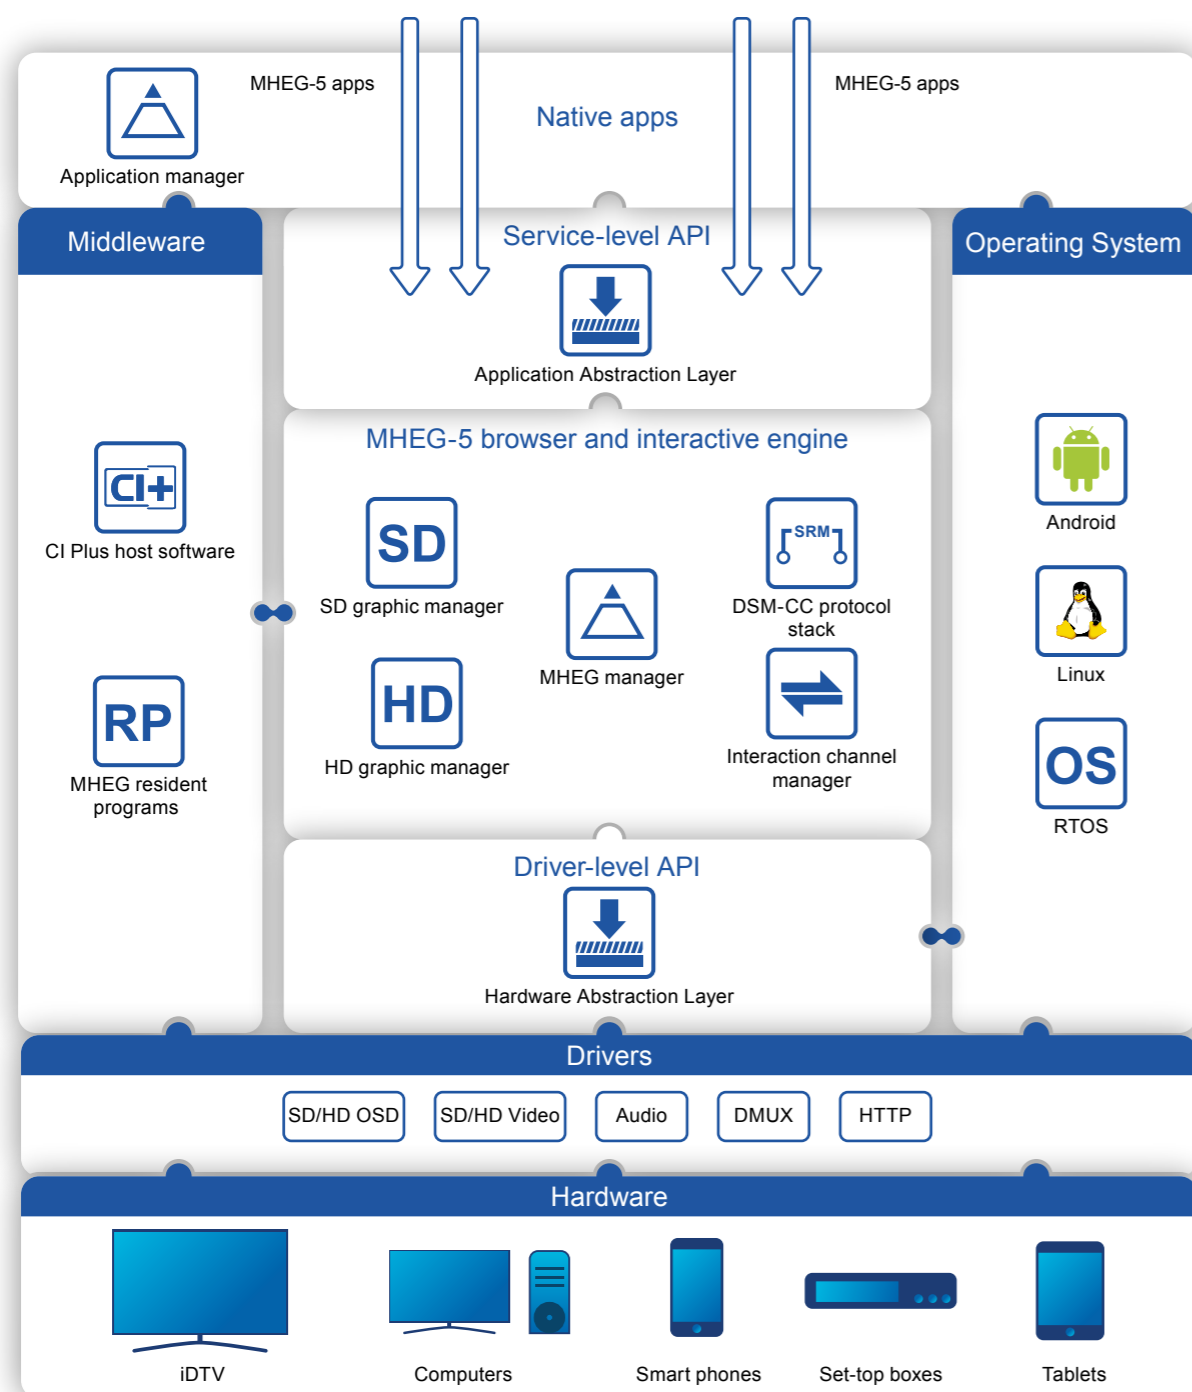 MHEG-5 apps
MHEG-5 apps
Native apps
Application manager
Middleware
Service-level API
Operating System
Application Abstraction Layer
MHEG-5 browser and interactive engine
CI+
CI Plus host software
SD
SD graphic manager
SRM
DSM-CC protocol
stack
Android
MHEG manager
Linux
RP
MHEG resident
programs
HD
HD graphic manager
Interaction channel
manager
OS
RTOS
Driver-level API
Hardware Abstraction Layer
Drivers
SD/HD OSD
SD/HD Video
Audio
DMUX
HTTP
Hardware
iDTV
Computers
Smart phones
Set-top boxes
Tablets